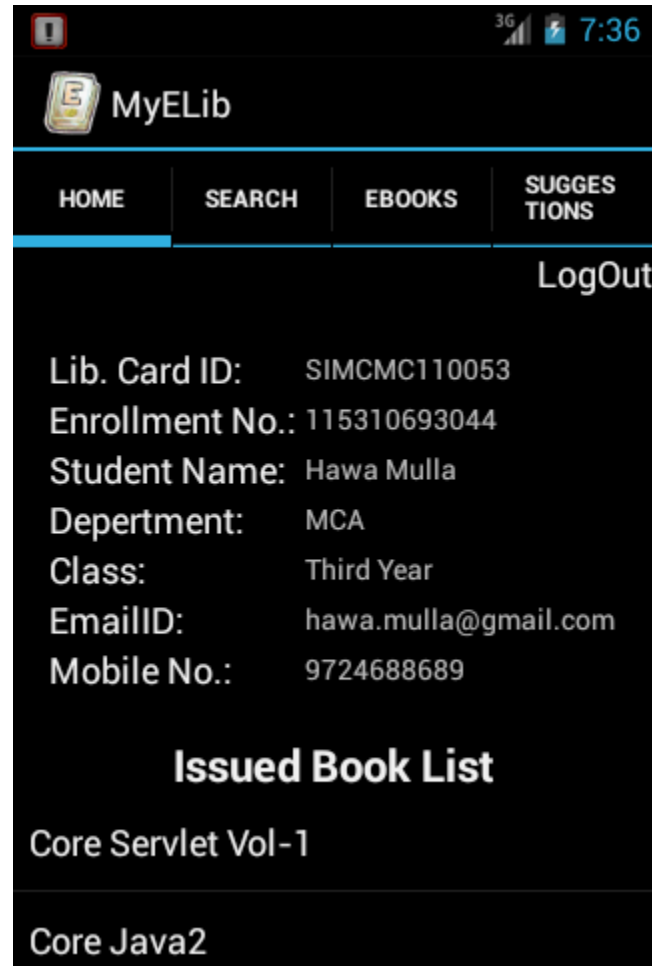 3G 7:36
E MyELib
HOME SEARCH EBOOKS SUGGES
TIONS
LogOut
Lib. Card ID: SIMCMC110053
Enrollment No.: 115310693044
Student Name: Hawa Mulla
Depertment: MCA
Class: Third Year
EmailID: hawa.mulla@gmail.com
Mobile No.: 9724688689
Issued Book List
Core Servlet Vol-1
Core Java2